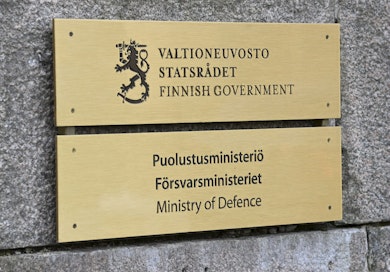 VALTIONEUVOSTO
STATSRÅDET
FINNISH GOVERNMENT
Puolustusministeriö
Försvarsministeriet
Ministry of Defence